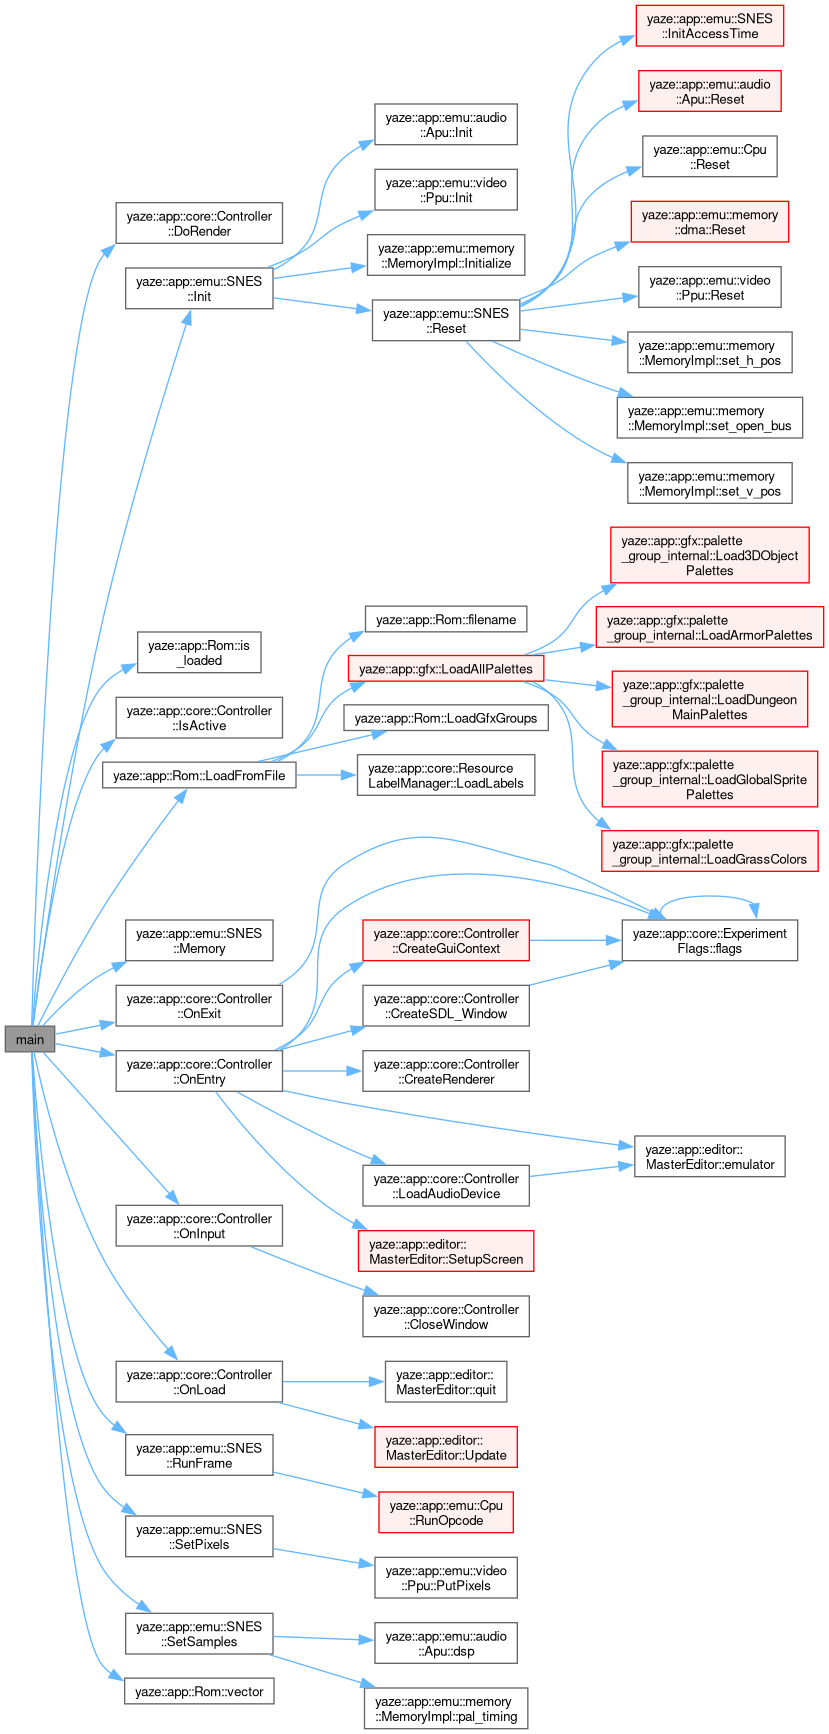 yaze::app::emu::SNES
::InitAccessTime
yaze::app::emu::audio
::Apu::Reset
yaze::app::emu::audio
::Apu::Init
yaze::app::emu::Cpu
::Reset
yaze::app::emu::video
::Ppu::Init
yaze::app::core::Controller
::DoRender
yaze::app::emu::memory
::dma::Reset
yaze::app::emu::memory
::MemoryImpl::Initialize
yaze::app::emu::SNES
::Init
yaze::app::emu::video
::Ppu::Reset
yaze::app::emu::SNES
::Reset
yaze::app::emu::memory
::MemoryImpl::set_h_pos
yaze::app::emu::memory
::MemoryImpl::set_open_bus
yaze::app::emu::memory
::MemoryImpl::set_v_pos
yaze::app::gfx::palette
_group_internal::Load3DObject
Palettes
yaze::app::Rom::filename
yaze::app::gfx::palette
_group_internal::LoadArmorPalettes
yaze::app::Rom::is
_loaded
yaze::app::gfx::LoadAllPalettes
yaze::app::gfx::palette
_group_internal::LoadDungeon
MainPalettes
yaze::app::core::Controller
::IsActive
yaze::app::Rom::LoadGfxGroups
yaze::app::Rom::LoadFromFile
yaze::app::core::Resource
LabelManager::LoadLabels
yaze::app::gfx::palette
_group_internal::LoadGlobalSprite
Palettes
yaze::app::gfx::palette
_group_internal::LoadGrassColors
yaze::app::emu::SNES
::Memory
yaze::app::core::Controller
::CreateGuiContext
yaze::app::core::Experiment
Flags::flags
yaze::app::core::Controller
::OnExit
yaze::app::core::Controller
::CreateSDL_Window
main
yaze::app::core::Controller
::OnEntry
yaze::app::core::Controller
::CreateRenderer
yaze::app::editor::
MasterEditor::emulator
yaze::app::core::Controller
::LoadAudioDevice
yaze::app::core::Controller
::OnInput
yaze::app::editor::
MasterEditor::SetupScreen
yaze::app::core::Controller
::CloseWindow
yaze::app::core::Controller
::OnLoad
yaze::app::editor::
MasterEditor::quit
yaze::app::editor::
MasterEditor::Update
yaze::app::emu::SNES
::RunFrame
yaze::app::emu::Cpu
::RunOpcode
yaze::app::emu::SNES
::SetPixels
yaze::app::emu::video
::Ppu::PutPixels
yaze::app::emu::SNES
::SetSamples
yaze::app::emu::audio
::Apu::dsp
yaze::app::Rom::vector
yaze::app::emu::memory
::MemoryImpl::pal_timing